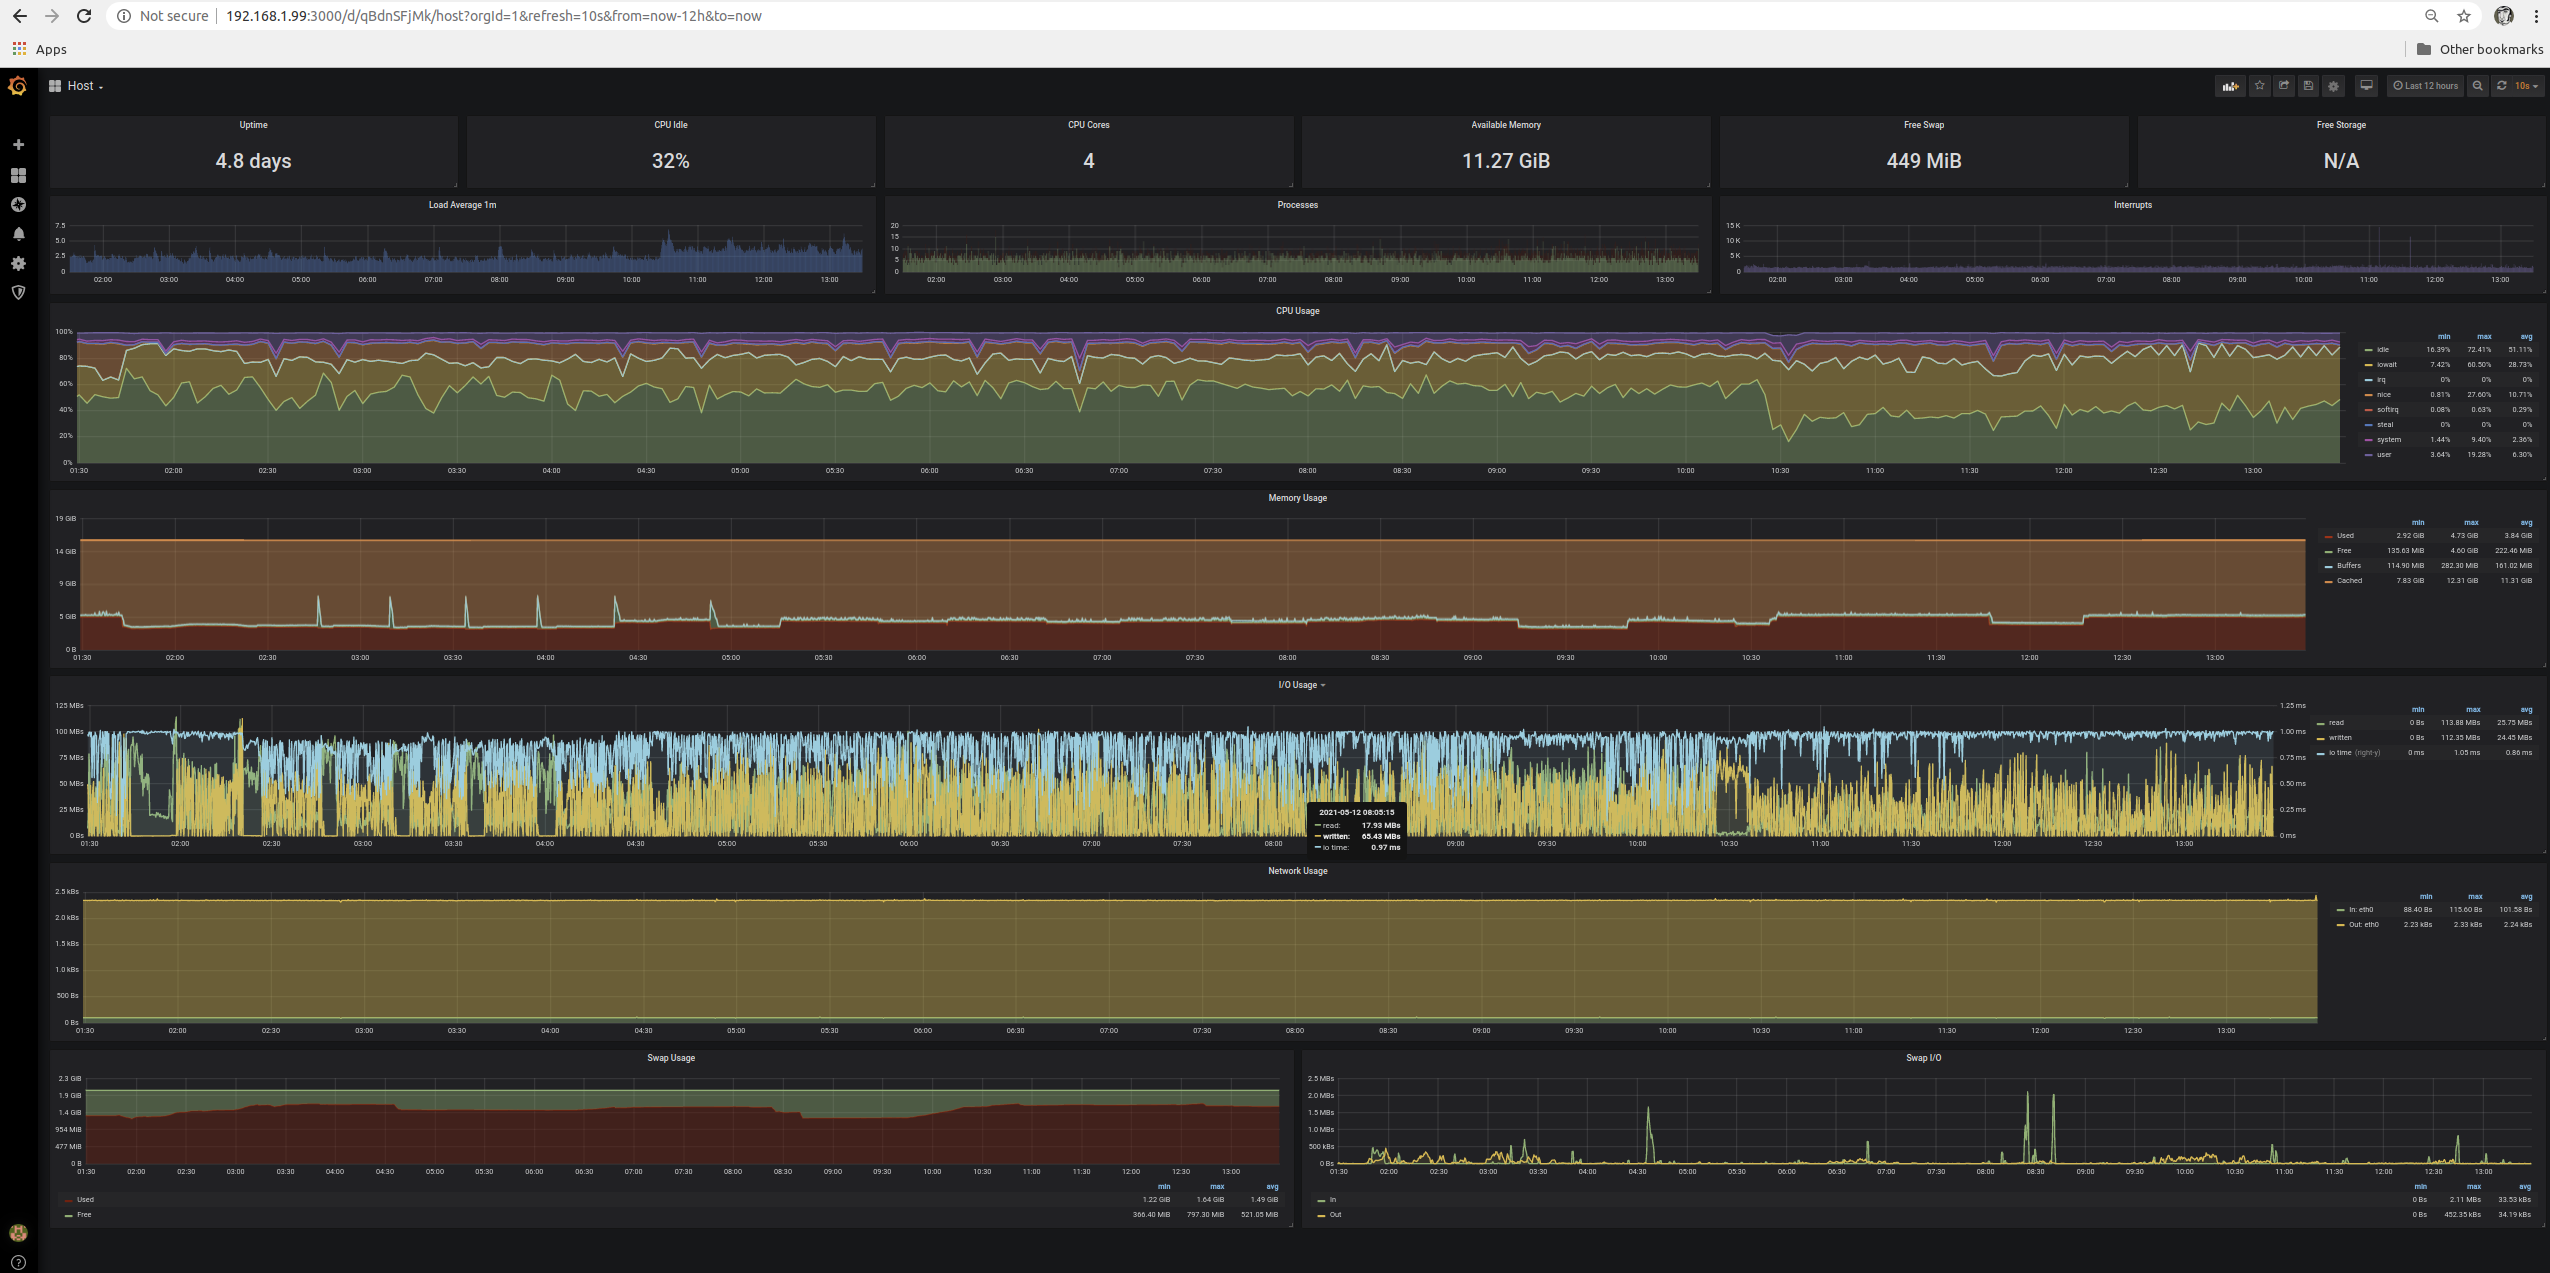 Not secure 192.168.1.99:3000/d/qBdnSFjMk/host?orgId=1&refresh=10s&from=now-12h&to=now
Apps Other bookmarks
Host Last 12 hours 10s
Uptime CPU Idle CPU Cores Available Memory Free Swap Free Storage
4.8 days 32% 4 11.27 GiB 449 MiB N/A
Load Average 1m
7.5
5.0
2.5
0
02:00 03:00 04:00 05:00 06:00 07:00 08:00 09:00 10:00 11:00 12:00 13:00
Processes
20
15
10
5
0
02:00 03:00 04:00 05:00 06:00 07:00 08:00 09:00 10:00 11:00 12:00 13:00
Interrupts
15 K
10 K
5 K
0
02:00 03:00 04:00 05:00 06:00 07:00 08:00 09:00 10:00 11:00 12:00 13:00
CPU Usage
100%
80%
60%
40%
20%
0%
01:30 02:00 02:30 03:00 03:30 04:00 04:30 05:00 05:30 06:00 06:30 07:00 07:30 08:00 08:30 09:00 09:30 10:00 10:30 11:00 11:30 12:00 12:30 13:00
min max avg
idle 16.39% 72.41% 51.11%
iowait 7.42% 60.50% 28.73%
irq 0% 0% 0%
nice 0.81% 27.60% 10.71%
softirq 0.08% 0.63% 0.29%
steal 0% 0% 0%
system 1.44% 9.40% 2.36%
user 3.64% 19.28% 6.30%
Memory Usage
19 GiB
14 GiB
9 GiB
5 GiB
0 B
01:30 02:00 02:30 03:00 03:30 04:00 04:30 05:00 05:30 06:00 06:30 07:00 07:30 08:00 08:30 09:00 09:30 10:00 10:30 11:00 11:30 12:00 12:30 13:00
min max avg
Used 2.92 GiB 4.73 GiB 3.84 GiB
Free 135.63 MiB 4.60 GiB 222.46 MiB
Buffers 114.90 MiB 282.30 MiB 161.02 MiB
Cached 7.83 GiB 12.31 GiB 11.31 GiB
I/O Usage
125 MBs
100 MBs
75 MBs
50 MBs
25 MBs
0 Bs
1.25 ms
1.00 ms
0.75 ms
0.50 ms
0.25 ms
0 ms
01:30 02:00 02:30 03:00 03:30 04:00 04:30 05:00 05:30 06:00 06:30 07:00 07:30 08:00 09:00 09:30 10:00 10:30 11:00 11:30 12:00 12:30 13:00
2021-05-12 08:05:15
read: 17.93 MBs
written: 65.43 MBs
io time: 0.97 ms
min max avg
read 0 Bs 113.88 MBs 25.75 MBs
written 0 Bs 112.35 MBs 24.45 MBs
io time (right-y) 0 ms 1.05 ms 0.86 ms
Network Usage
2.5 kBs
2.0 kBs
1.5 kBs
1.0 kBs
500 Bs
0 Bs
01:30 02:00 02:30 03:00 03:30 04:00 04:30 05:00 05:30 06:00 06:30 07:00 07:30 08:00 08:30 09:00 09:30 10:00 10:30 11:00 11:30 12:00 12:30 13:00
min max avg
In: eth0 88.40 Bs 115.60 Bs 101.58 Bs
Out: eth0 2.23 kBs 2.33 kBs 2.24 kBs
Swap Usage
2.3 GiB
1.9 GiB
1.4 GiB
954 MiB
477 MiB
0 B
01:30 02:00 02:30 03:00 03:30 04:00 04:30 05:00 05:30 06:00 06:30 07:00 07:30 08:00 08:30 09:00 09:30 10:00 10:30 11:00 11:30 12:00 12:30 13:00
min max avg
Used 1.22 GiB 1.64 GiB 1.49 GiB
Free 366.40 MiB 797.30 MiB 521.05 MiB
Swap I/O
2.5 MBs
2.0 MBs
1.5 MBs
1.0 MBs
500 kBs
0 Bs
01:30 02:00 02:30 03:00 03:30 04:00 04:30 05:00 05:30 06:00 06:30 07:00 07:30 08:00 08:30 09:00 09:30 10:00 10:30 11:00 11:30 12:00 12:30 13:00
min max avg
In 0 Bs 2.11 MBs 33.53 kBs
Out 0 Bs 452.35 kBs 34.19 kBs